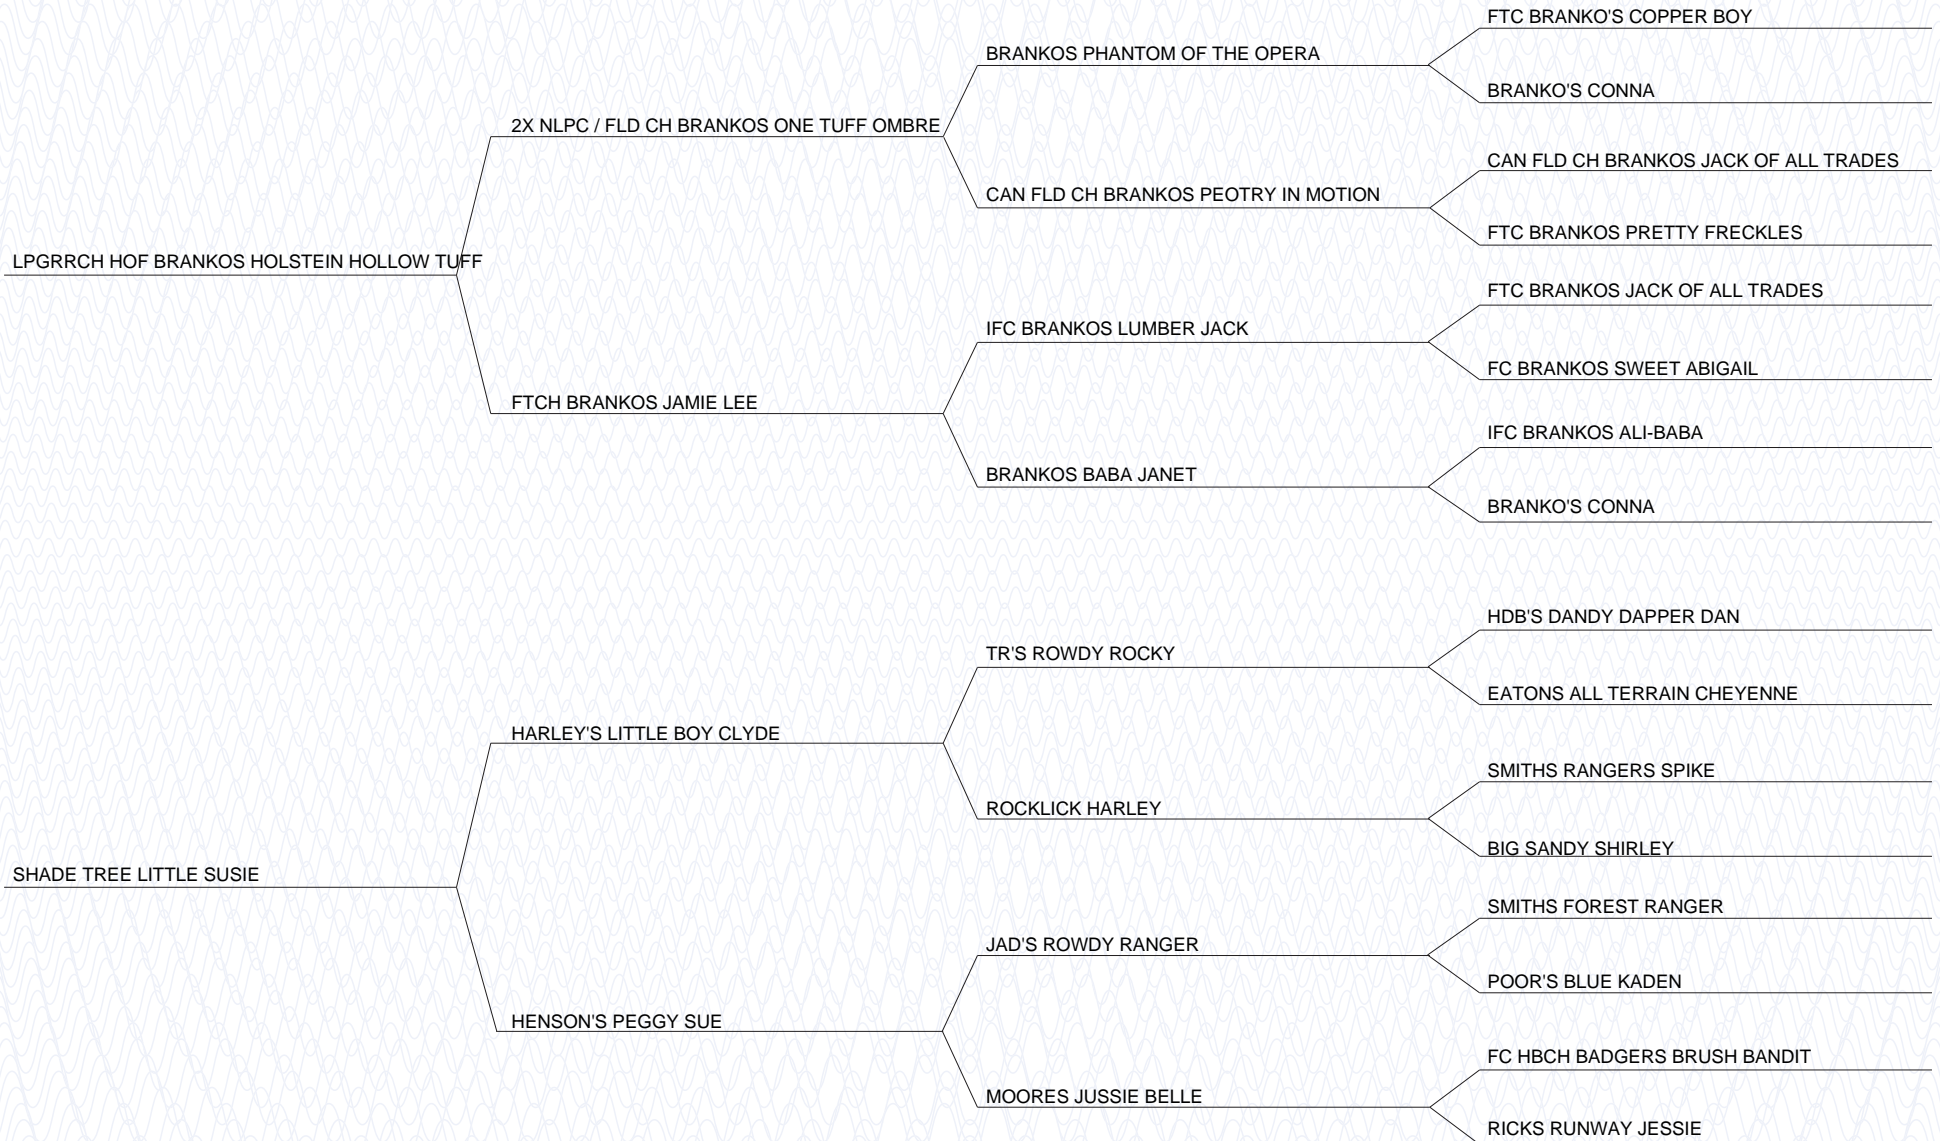 FTC BRANKO'S COPPER BOY
BRANKOS PHANTOM OF THE OPERA
BRANKO'S CONNA
2X NLPC / FLD CH BRANKOS ONE TUFF OMBRE
CAN FLD CH BRANKOS JACK OF ALL TRADES
CAN FLD CH BRANKOS PEOTRY IN MOTION
FTC BRANKOS PRETTY FRECKLES
LPGRRCH HOF BRANKOS HOLSTEIN HOLLOW TUFF
FTC BRANKOS JACK OF ALL TRADES
IFC BRANKOS LUMBER JACK
FC BRANKOS SWEET ABIGAIL
FTCH BRANKOS JAMIE LEE
IFC BRANKOS ALI-BABA
BRANKOS BABA JANET
BRANKO'S CONNA
HDB'S DANDY DAPPER DAN
TR'S ROWDY ROCKY
EATONS ALL TERRAIN CHEYENNE
HARLEY'S LITTLE BOY CLYDE
SMITHS RANGERS SPIKE
ROCKLICK HARLEY
BIG SANDY SHIRLEY
SHADE TREE LITTLE SUSIE
SMITHS FOREST RANGER
JAD'S ROWDY RANGER
POOR'S BLUE KADEN
HENSON'S PEGGY SUE
FC HBCH BADGERS BRUSH BANDIT
MOORES JUSSIE BELLE
RICKS RUNWAY JESSIE